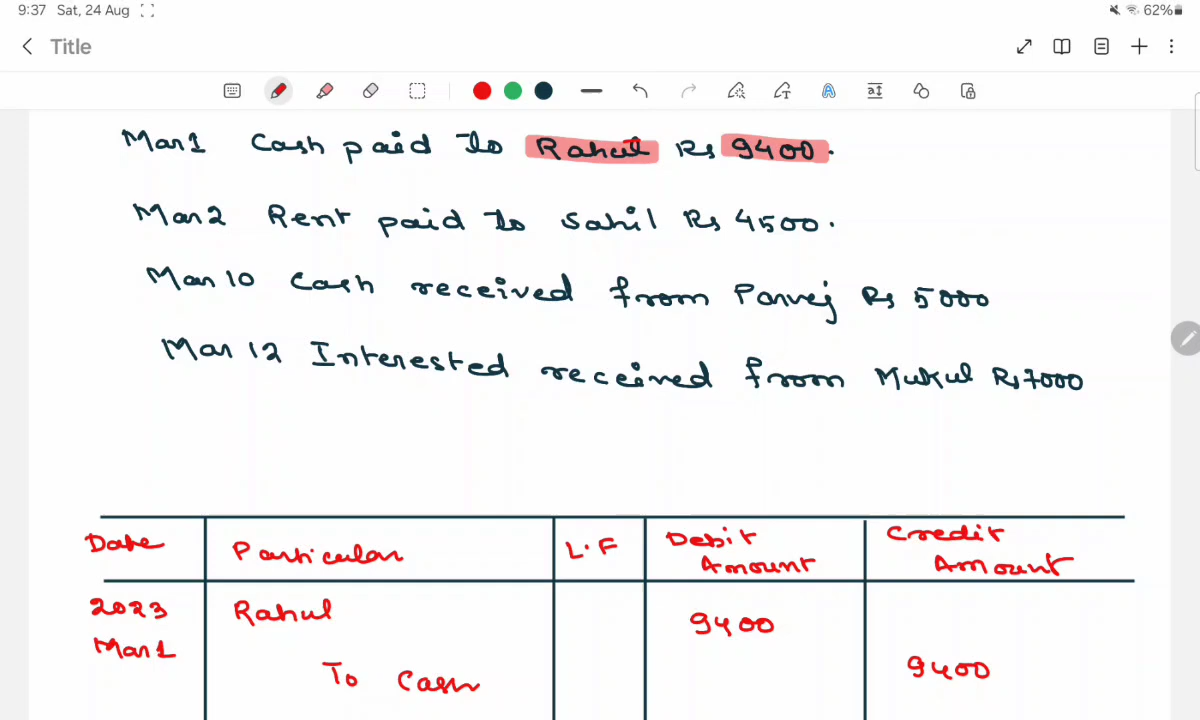 9:37 Sat, 24 Aug
62%
Title
Mar 1 Cash paid to Rahul Rs 9400.
Mar 2 Rent paid to Sahil Rs 4500.
Mar 10 Cash received from Parvej Rs 5000
Mar 12 Interested received from Mukul Rs 7000
Date Particular L.F Debit Amount Credit Amount
2023 Rahul 9400
Mar 1
To Cash 9400